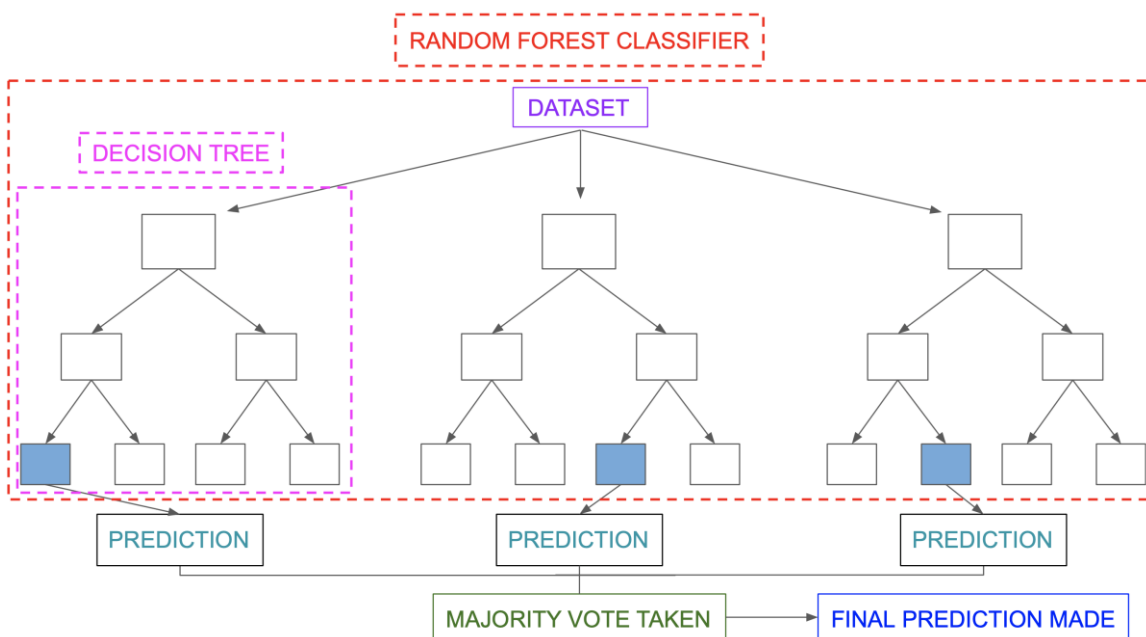 RANDOM FOREST CLASSIFIER
DATASET
DECISION TREE
PREDICTION
PREDICTION
PREDICTION
MAJORITY VOTE TAKEN
FINAL PREDICTION MADE